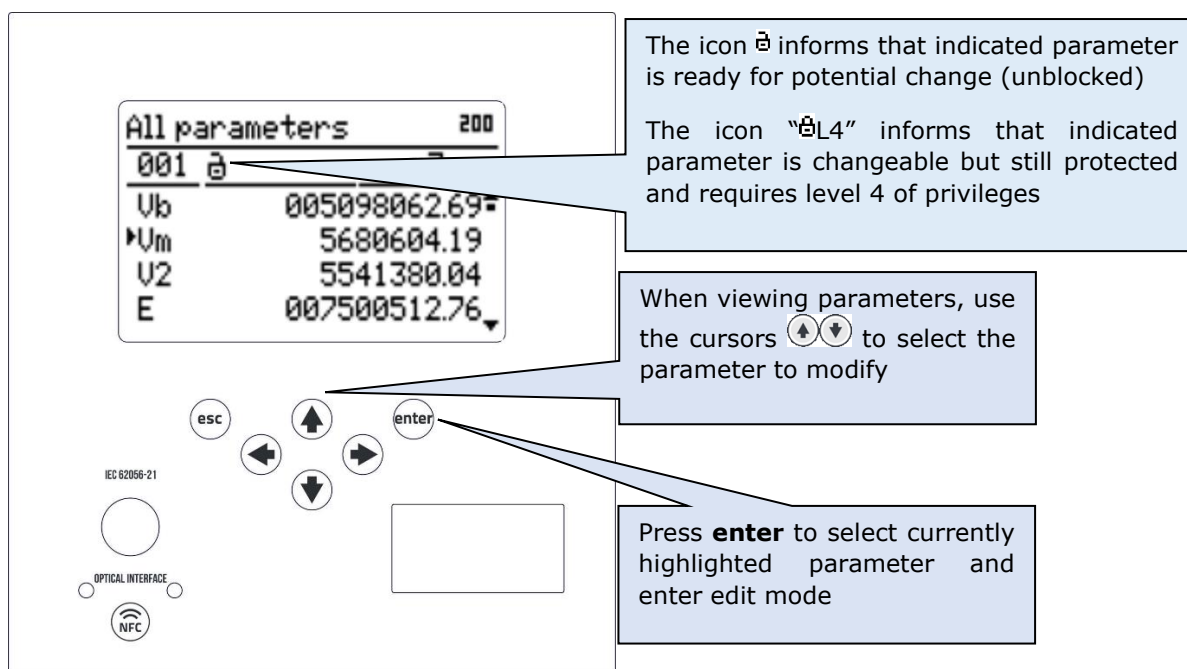 All parameters 200
001
Vb 005098062.69
Vm 5680604.19
V2 5541380.04
E 007500512.76
esc
enter
IEC 62056-21
OPTICAL INTERFACE
NFC
The icon informs that indicated parameter
is ready for potential change (unblocked)
The icon “L4” informs that indicated
parameter is changeable but still protected
and requires level 4 of privileges
When viewing parameters, use
the cursors to select the
parameter to modify
Press enter to select currently
highlighted parameter and
enter edit mode